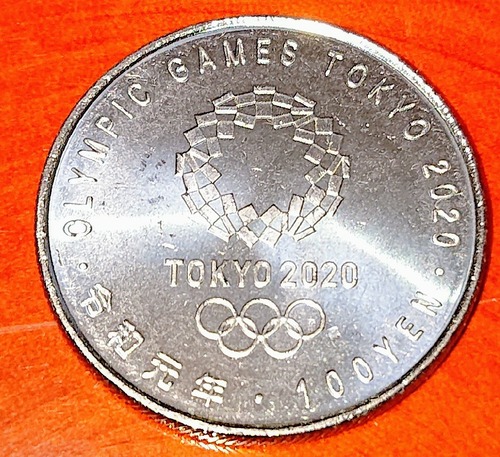 OLYMPIC GAMES TOKYO 2020
TOKYO 2020
令和元年・100YEN